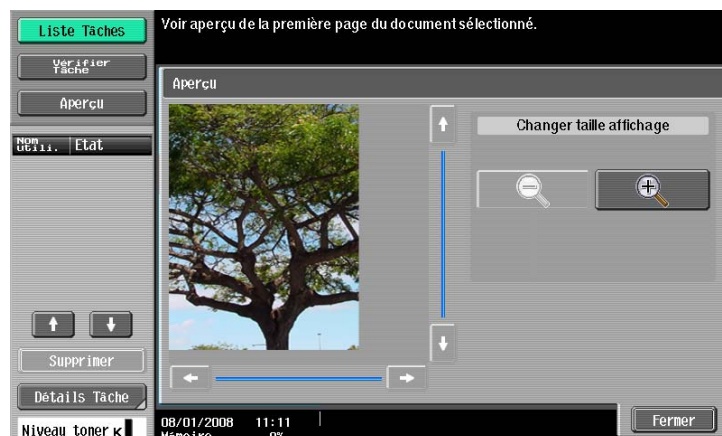 Liste Tâches
Voir aperçu de la première page du document sélectionné.
Vérifier
Tâche
Aperçu
Aperçu
Changer taille affichage
Nom
utili. Etat
Supprimer
Détails Tâche
Niveau toner K
08/01/2008 11:11
Mémoire 0%
Fermer